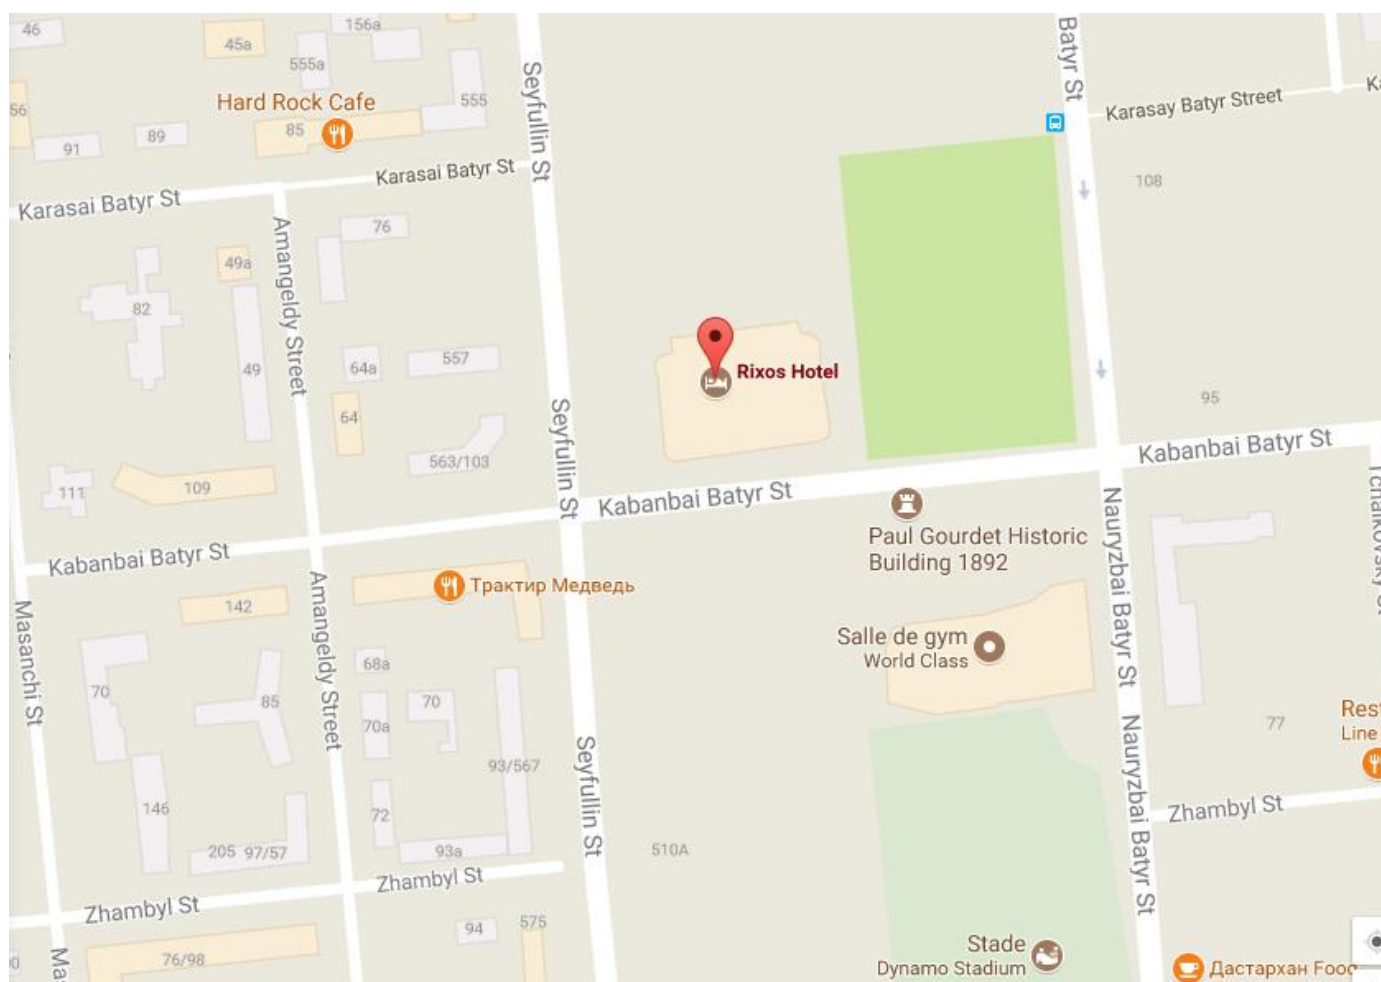 46
156a
45a
555a
Batyr St
Seyfullin St
Hard Rock Cafe
555
56
85
89
91
Karasay Batyr Street
Karasai Batyr St
Karasai Batyr St
108
76
Amangeldy Street
49a
82
49
64a
557
Rixos Hotel
64
95
Seyfullin St
563/103
Kabanbai Batyr St
109
111
Kabanbai Batyr St
Paul Gourdet Historic
Building 1892
Nauryzbai Batyr St
Kabanbai Batyr St
Трактир Медведь
142
Amangeldy Street
Masanchi St
Salle de gym
World Class
68a
70
85
70
70a
Rest
Line
77
Nauryzbai Batyr St
Seyfullin St
93/567
146
72
Zhambyl St
205
97/57
93a
510A
Zhambyl St
Zhambyl St
94
575
Stade
Dynamo Stadium
76/98
Дастархан Food